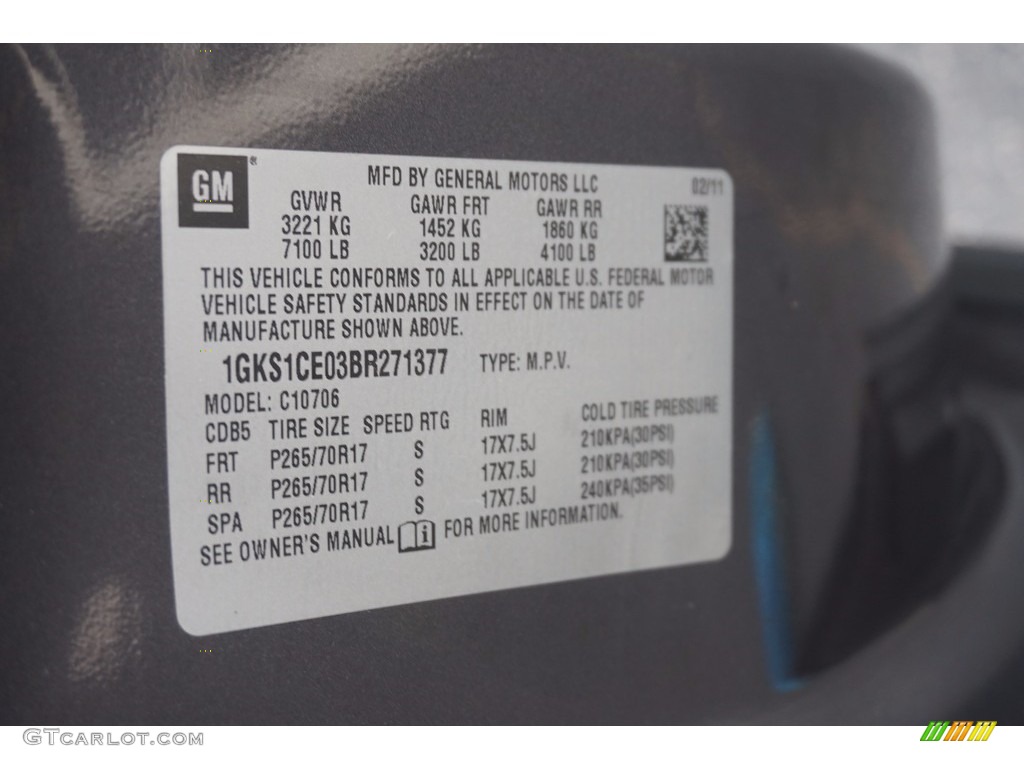 GM ®
MFD BY GENERAL MOTORS LLC 02/11
GVWR GAWR FRT GAWR RR
3221 KG 1452 KG 1860 KG
7100 LB 3200 LB 4100 LB
THIS VEHICLE CONFORMS TO ALL APPLICABLE U.S. FEDERAL MOTOR
VEHICLE SAFETY STANDARDS IN EFFECT ON THE DATE OF
MANUFACTURE SHOWN ABOVE.
1GKS1CE03BR271377 TYPE: M.P.V.
MODEL: C10706
CDB5 TIRE SIZE SPEED RTG RIM COLD TIRE PRESSURE
FRT P265/70R17 S 17X7.5J 210KPA(30PSI)
RR P265/70R17 S 17X7.5J 210KPA(30PSI)
SPA P265/70R17 S 17X7.5J 240KPA(35PSI)
SEE OWNER'S MANUAL i FOR MORE INFORMATION.
GTcarlot.com